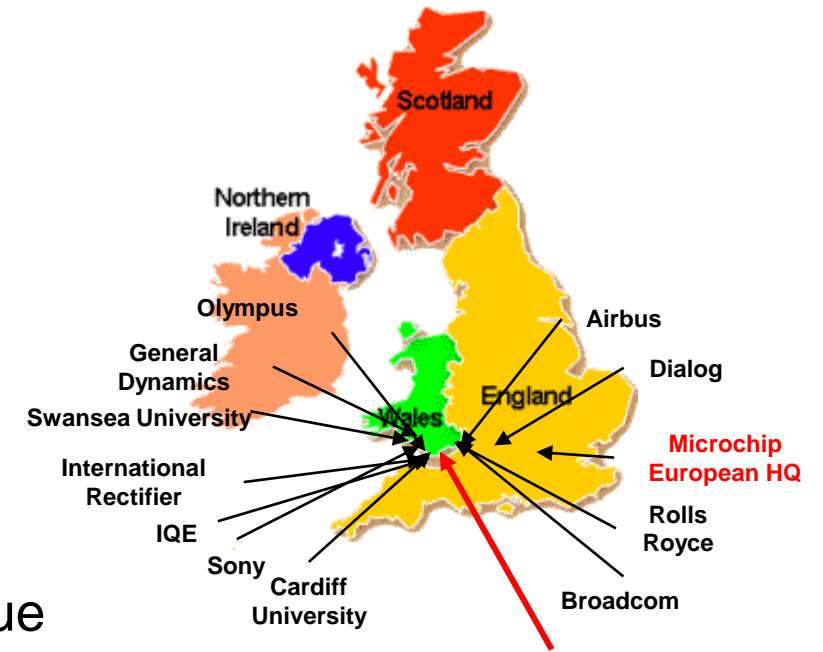 Scotland
Northern
Ireland
Olympus
Airbus
General
Dynamics
Dialog
England
Swansea University
Wales
Microchip
European HQ
International
Rectifier
Rolls
Royce
IQE
Sony
Cardiff
University
Broadcom
ue